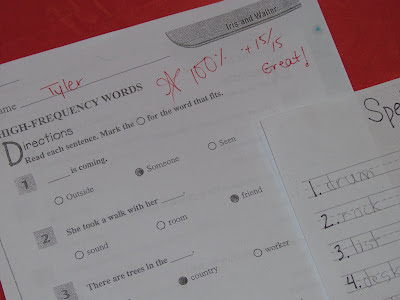 Iris and Walter
ame Tyler
100% +15/15
Great!
HIGH-FREQUENCY WORDS
Directions
Read each sentence. Mark the for the word that fits.
1 ____ is coming.
Outside Someone Seen
2 She took a walk with her ____.
sound room friend
3 There are trees in the ____.
country worker
Spe
1. drum
2. rock
3. list
4. desk